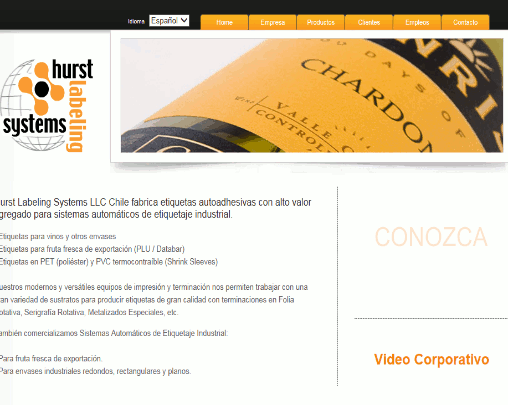 Idioma Español
Home Empresa Productos Clientes Empleos Contacto
hurst
labeling
systems
CHARDON
VALLE
CONTROL
DAYS OF
urst Labeling Systems LLC Chile fabrica etiquetas autoadhesivas con alto valor
gregado para sistemas automáticos de etiquetaje industrial.
Etiquetas para vinos y otros envases
Etiquetas para fruta fresca de exportación (PLU / Databar)
Etiquetas en PET (poliéster) y PVC termocontraíble (Shrink Sleeves)
uestros modernos y versátiles equipos de impresión y terminación nos permiten trabajar con una
ran variedad de sustratos para producir etiquetas de gran calidad con terminaciones en Folia
otativa, Serigrafía Rotativa, Metalizados Especiales, etc.
ambién comercializamos Sistemas Automáticos de Etiquetaje Industrial:
Para fruta fresca de exportación.
Para envases industriales redondos, rectangulares y planos.
CONOZCA
Video Corporativo